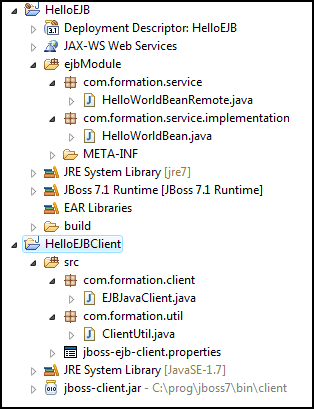 HelloEJB
Deployment Descriptor: HelloEJB
JAX-WS Web Services
ejbModule
com.formation.service
HelloWorldBeanRemote.java
com.formation.service.implementation
HelloWorldBean.java
META-INF
JRE System Library [jre7]
JBoss 7.1 Runtime [JBoss 7.1 Runtime]
EAR Libraries
build
HelloEJBClient
src
com.formation.client
EJBJavaClient.java
com.formation.util
ClientUtil.java
jboss-ejb-client.properties
JRE System Library [JavaSE-1.7]
jboss-client.jar - C:\prog\jboss7\bin\client